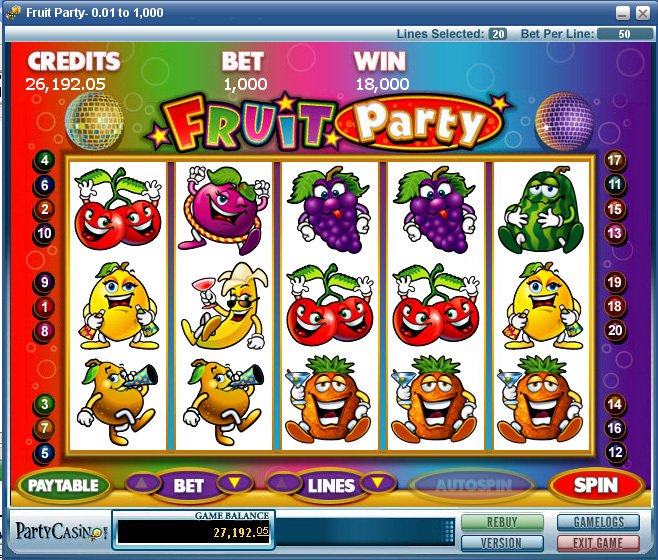 Fruit Party- 0.01 to 1,000
Lines Selected: 20 Bet Per Line: 50
CREDITS BET WIN
26,192.05 1,000 18,000
FRUIT Party
4 17
6 11
2 15
10 13
9 19
1 18
8 20
3 14
7 16
5 12
PAYTABLE BET LINES AUTOSPIN SPIN
GAME BALANCE
PARTYCASINO.COM 27,192.05
REBUY GAMELOGS
VERSION EXIT GAME